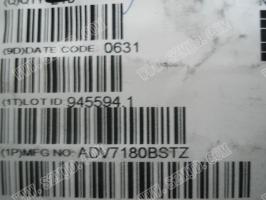 (9D)DATE CODE. 0631
(1T)LOT ID 945594.1
(1P)MFG NO: ADV7180BSTZ